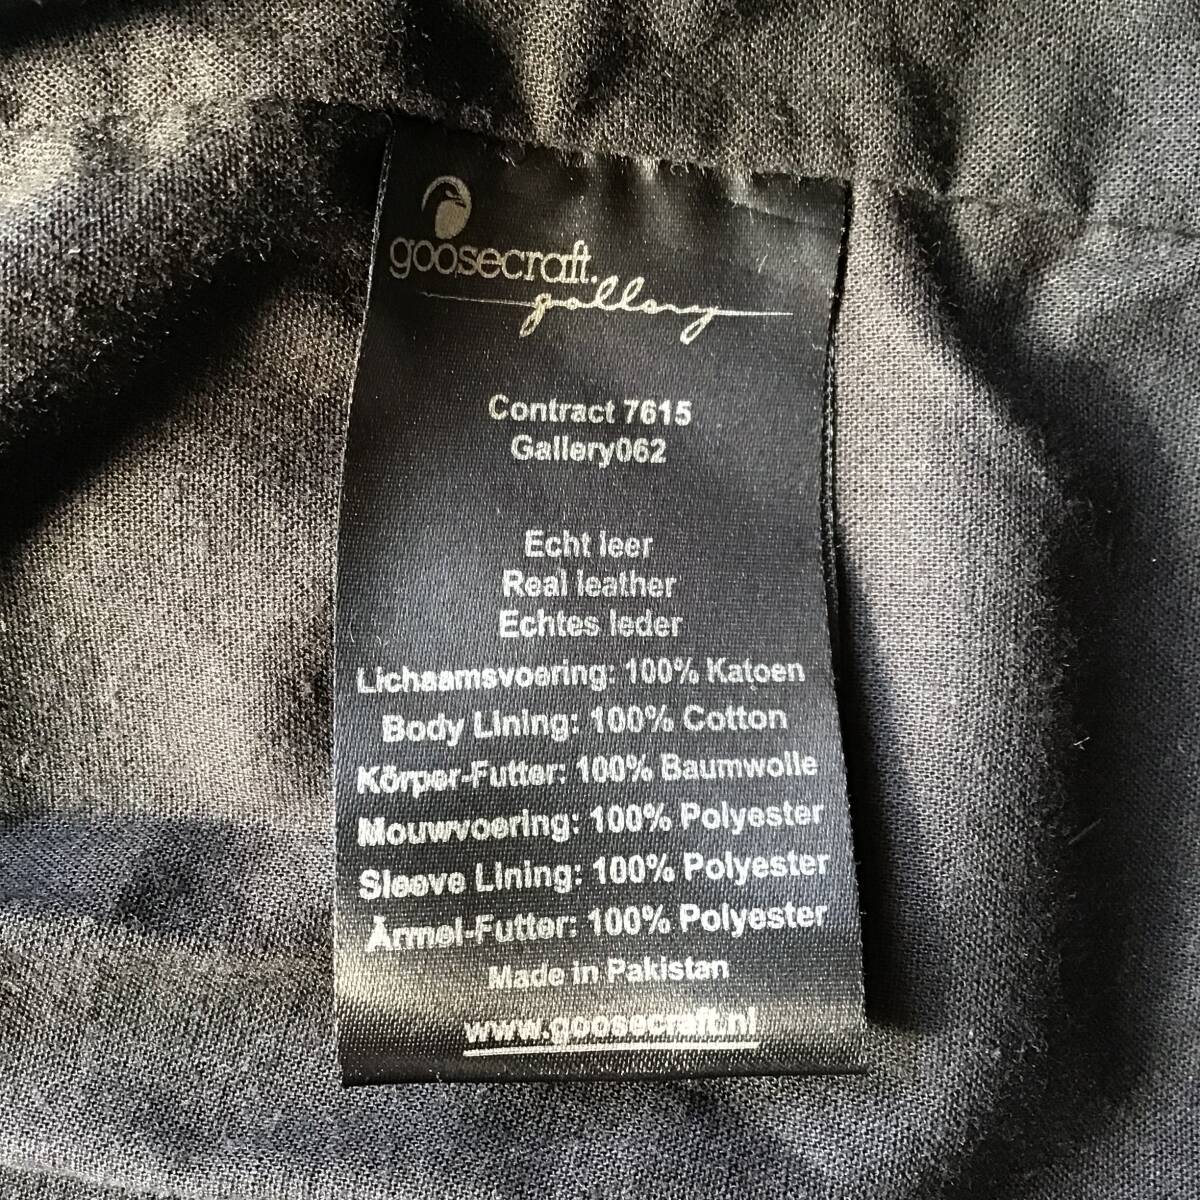 goosecraft.
gallery
Contract 7615
Gallery062
Echt leer
Real leather
Echtes leder
Lichaamsvoering: 100% Katoen
Body Lining: 100% Cotton
Körper-Futter: 100% Baumwolle
Mouwvoering: 100% Polyester
Sleeve Lining: 100% Polyester
Ärmel-Futter: 100% Polyester
Made in Pakistan
www.goosecraft.nl